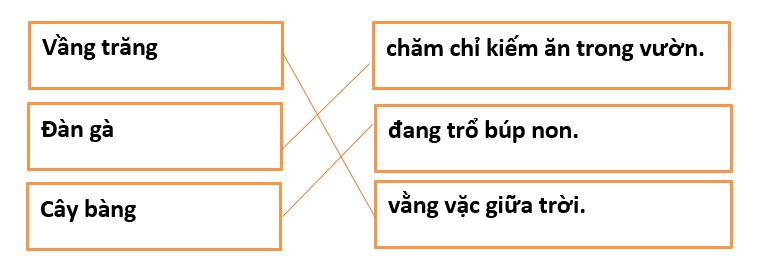 Vầng trăng
chăm chỉ kiếm ăn trong vườn.
Đàn gà
đang trổ búp non.
Cây bàng
vằng vặc giữa trời.